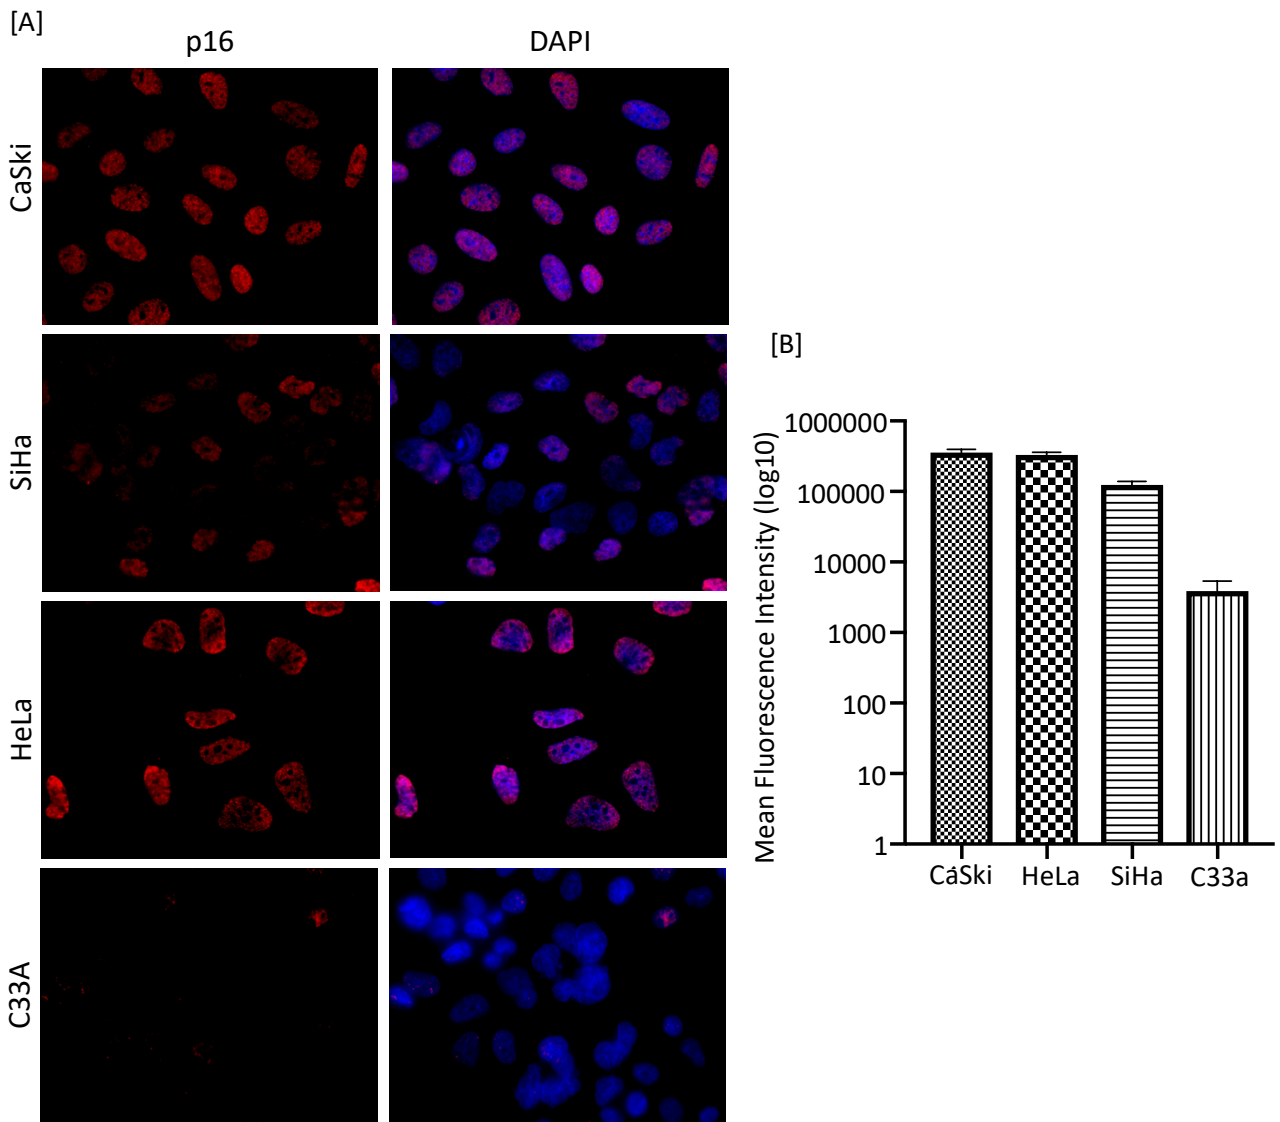 [A]
p16
DAPI
CaSki
SiHa
HeLa
C33A
[B]
Mean Fluorescence Intensity (log10)
1000000
100000
10000
1000
100
10
1
CaSki
HeLa
SiHa
C33a